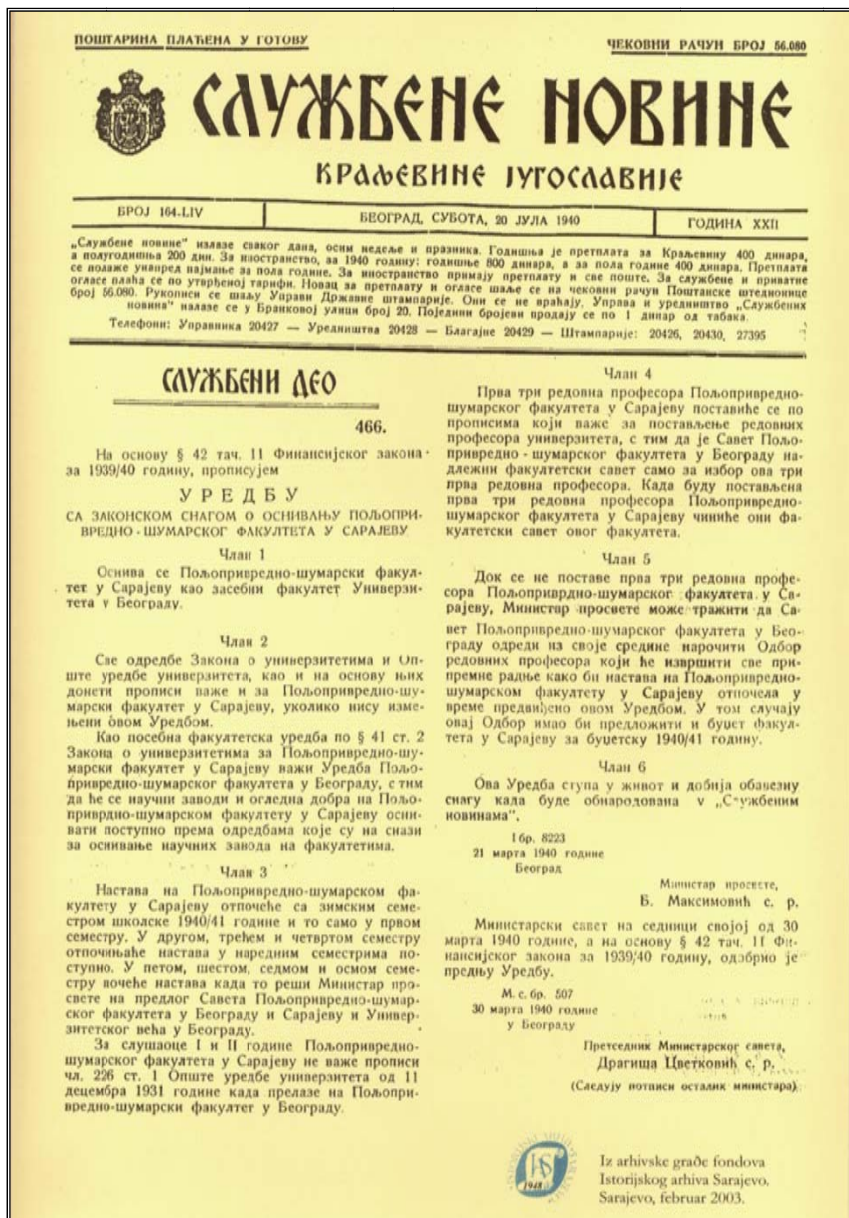 ПОШТАРИНА ПЛАЋЕНА У ГОТОВУ
ЧЕКОВНИ РАЧУН БРОЈ 56.080
СЛУЖБЕНЕ НОВИНЕ
КРАЉЕВИНЕ ЈУГОСЛАВИЈЕ
БРОЈ 164-LIV
БЕОГРАД, СУБОТА, 20 ЈУЛА 1940
ГОДИНА XXII
„Службене новине" излазе сваког дана, осим недеље и празника. Годишња је претплата за Краљевину 400 динара,
а полугодишња 200 дин. За иностранство, за 1940 годину: годишње 800 динара, а за пола године 400 динара. Претплата
се полаже унапред најмање за пола године. За иностранство примају претплату и све поште. За службене и приватне
огласе плаћа се по утврђеној тарифи. Новац за претплату и огласе шаље се на чековни рачун Поштанске штедионице
број 56.080. Рукописи се шаљу Управи Државне штампарије. Они се не враћају. Управа и уредништво „Службених
новина" налазе се у Бранковој улици број 20. Поједини бројеви продају се по 1 динар од табака.
Телефони: Управника 20427 — Уредништва 20428 — Благајне 20429 — Штампарије: 20426, 20430, 27395
СЛУЖБЕНИ ДЕО
466.
На основу § 42 тач. 11 Финансијског закона
за 1939/40 годину, прописујем
УРЕДБУ
СА ЗАКОНСКОМ СНАГОМ О ОСНИВАЊУ ПОЉОПРИ-
ВРЕДНО-ШУМАРСКОГ ФАКУЛТЕТА У САРАЈЕВУ
Члан 1
Оснива се Пољопривредно-шумарски факул-
тет у Сарајеву као засебни факултет Универзи-
тета у Београду.
Члан 2
Све одредбе Закона о универзитетима и Оп-
ште уредбе универзитета, као и на основу њих
донети прописи важе и за Пољопривредно-шу-
марски факултет у Сарајеву, уколико нису изме-
њени овом Уредбом.
Као посебна факултетска уредба по § 41 ст. 2
Закона о универзитетима за Пољопривредно-шу-
марски факултет у Сарајеву важи Уредба Пољо-
привредно-шумарског факултета у Београду, с тим
да ће се научни заводи и огледна добра на Пољо-
привредно-шумарском факултету у Сарајеву осни-
вати поступно према одредбама које су на снази
за оснивање научних завода на факултетима.
Члан 3
Настава на Пољопривредно-шумарском фа-
култету у Сарајеву отпочеће са зимским семе-
стром школске 1940/41 године и то само у првом
семестру. У другом, трећем и четвртом семестру
отпочињаће настава у наредним семестрима по-
ступно. У петом, шестом, седмом и осмом семе-
стру почеће настава када то реши Министар про-
свете на предлог Савета Пољопривредно-шумар-
ског факултета у Београду и Сарајеву и Универ-
зитетског већа у Београду.
За слушаоце I и II године Пољопривредно-
шумарског факултета у Сарајеву не важе прописи
чл. 226 ст. 1 Опште уредбе универзитета од 11
децембра 1931 године када прелазе на Пољопри-
вредно-шумарски факултет у Београду.
Члан 4
Прва три редовна професора Пољопривредно-
шумарског факултета у Сарајеву поставиће се по
прописима који важе за постављење редовних
професора универзитета, с тим да је Савет Пољо-
привредно - шумарског факултета у Београду на-
длежни факултетски савет само за избор ова три
прва редовна професора. Када буду постављена
прва три редовна професора Пољопривредно-
шумарског факултета у Сарајеву чиниће они фа-
култетски савет овог факултета.
Члан 5
Док се не поставе прва три редовна профе-
сора Пољоприврдно-шумарског факултета у Са-
рајеву, Министар просвете може тражити да Са-
вет Пољопривредно-шумарског факултета у Бео-
граду одреди из своје средине нарочити Одбор
редовних професора који ће извршити све при-
премне радње како би настава на Пољопривредно-
шумарском факултету у Сарајеву отпочела у
време предвиђено овом Уредбом. У том случају
овај Одбор имао би предложити и буџет факул-
тета у Сарајеву за буџетску 1940/41 годину.
Члан 6
Ова Уредба ступа у живот и добија обавезну
снагу када буде обнародована у „Службеним
новинама".
I бр. 8223
21 марта 1940 године
Београд
Министар просвете,
Б. Максимовић с. р.
Министарски савет на седници својој од 30
марта 1940 године, а на основу § 42 тач. 11 Фи-
нансијског закона за 1939/40 годину, одобрио је
предњу Уредбу.
М. с. бр. 507
30 марта 1940 године
у Београду
Претседник Министарског савета,
Драгиша Цветковић с. р.
(Следују потписи осталих министара)
1948
Iz arhivske građe fondova
Istorijskog arhiva Sarajevo.
Sarajevo, februar 2003.